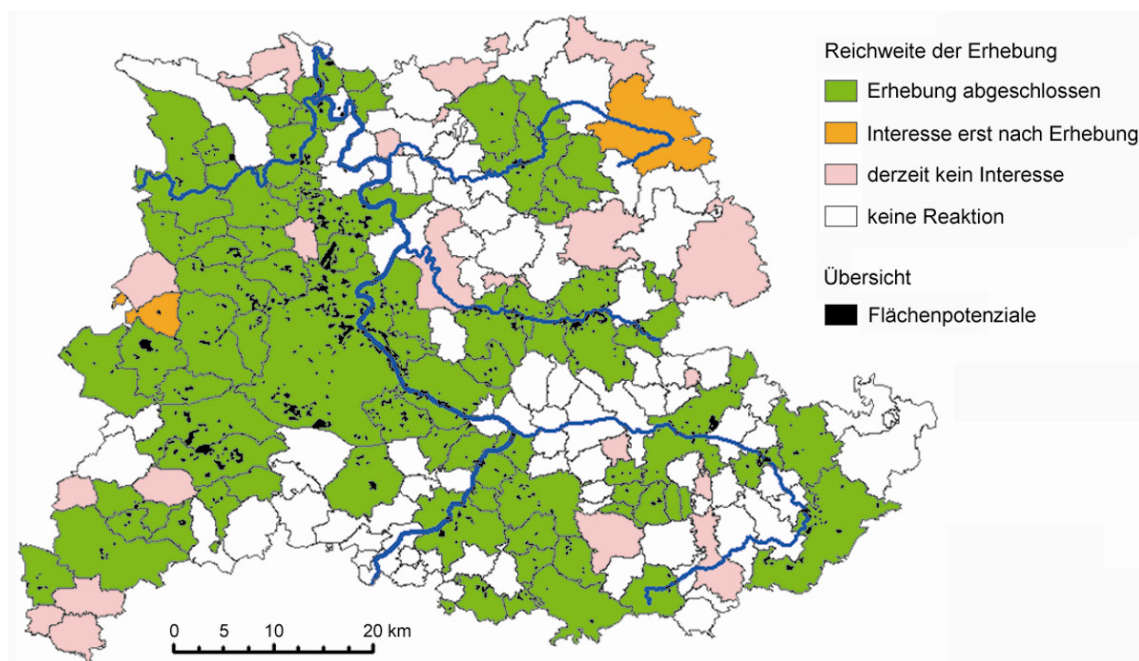 Reichweite der Erhebung
Erhebung abgeschlossen
Interesse erst nach Erhebung
derzeit kein Interesse
keine Reaktion
Übersicht
Flächenpotenziale
0 5 10 20 km